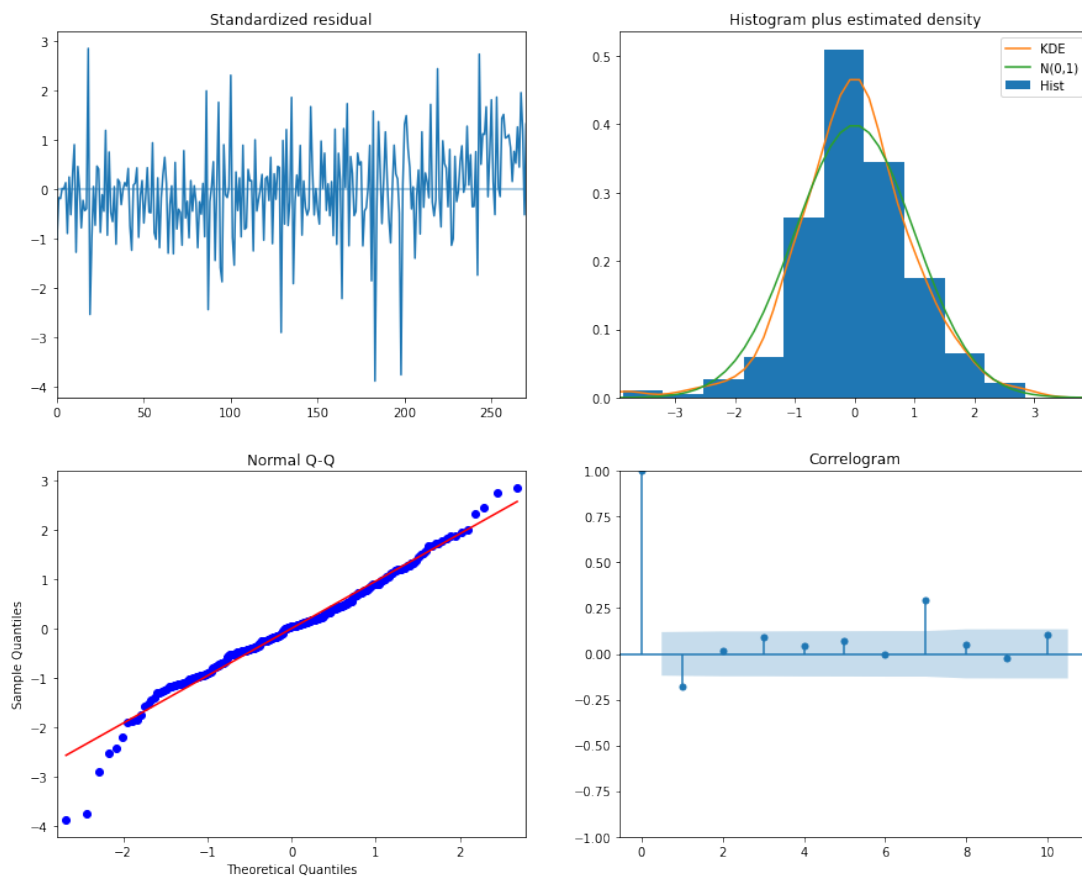 Standardized residual
3
2
1
0
−1
−2
−3
−4
0 50 100 150 200 250
Histogram plus estimated density
KDE
N(0,1)
Hist
0.5
0.4
0.3
0.2
0.1
0.0
−3 −2 −1 0 1 2 3
Normal Q-Q
Sample Quantiles
3
2
1
0
−1
−2
−3
−4
−2 −1 0 1 2
Theoretical Quantiles
Correlogram
1.00
0.75
0.50
0.25
0.00
−0.25
−0.50
−0.75
−1.00
0 2 4 6 8 10